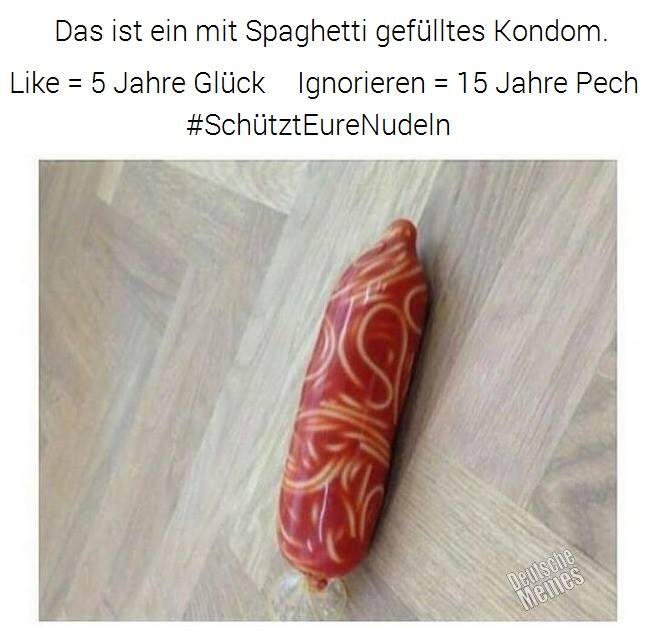 Das ist ein mit Spaghetti gefülltes Kondom.
Like = 5 Jahre Glück Ignorieren = 15 Jahre Pech
#SchütztEureNudeln
Deutsche
Memes